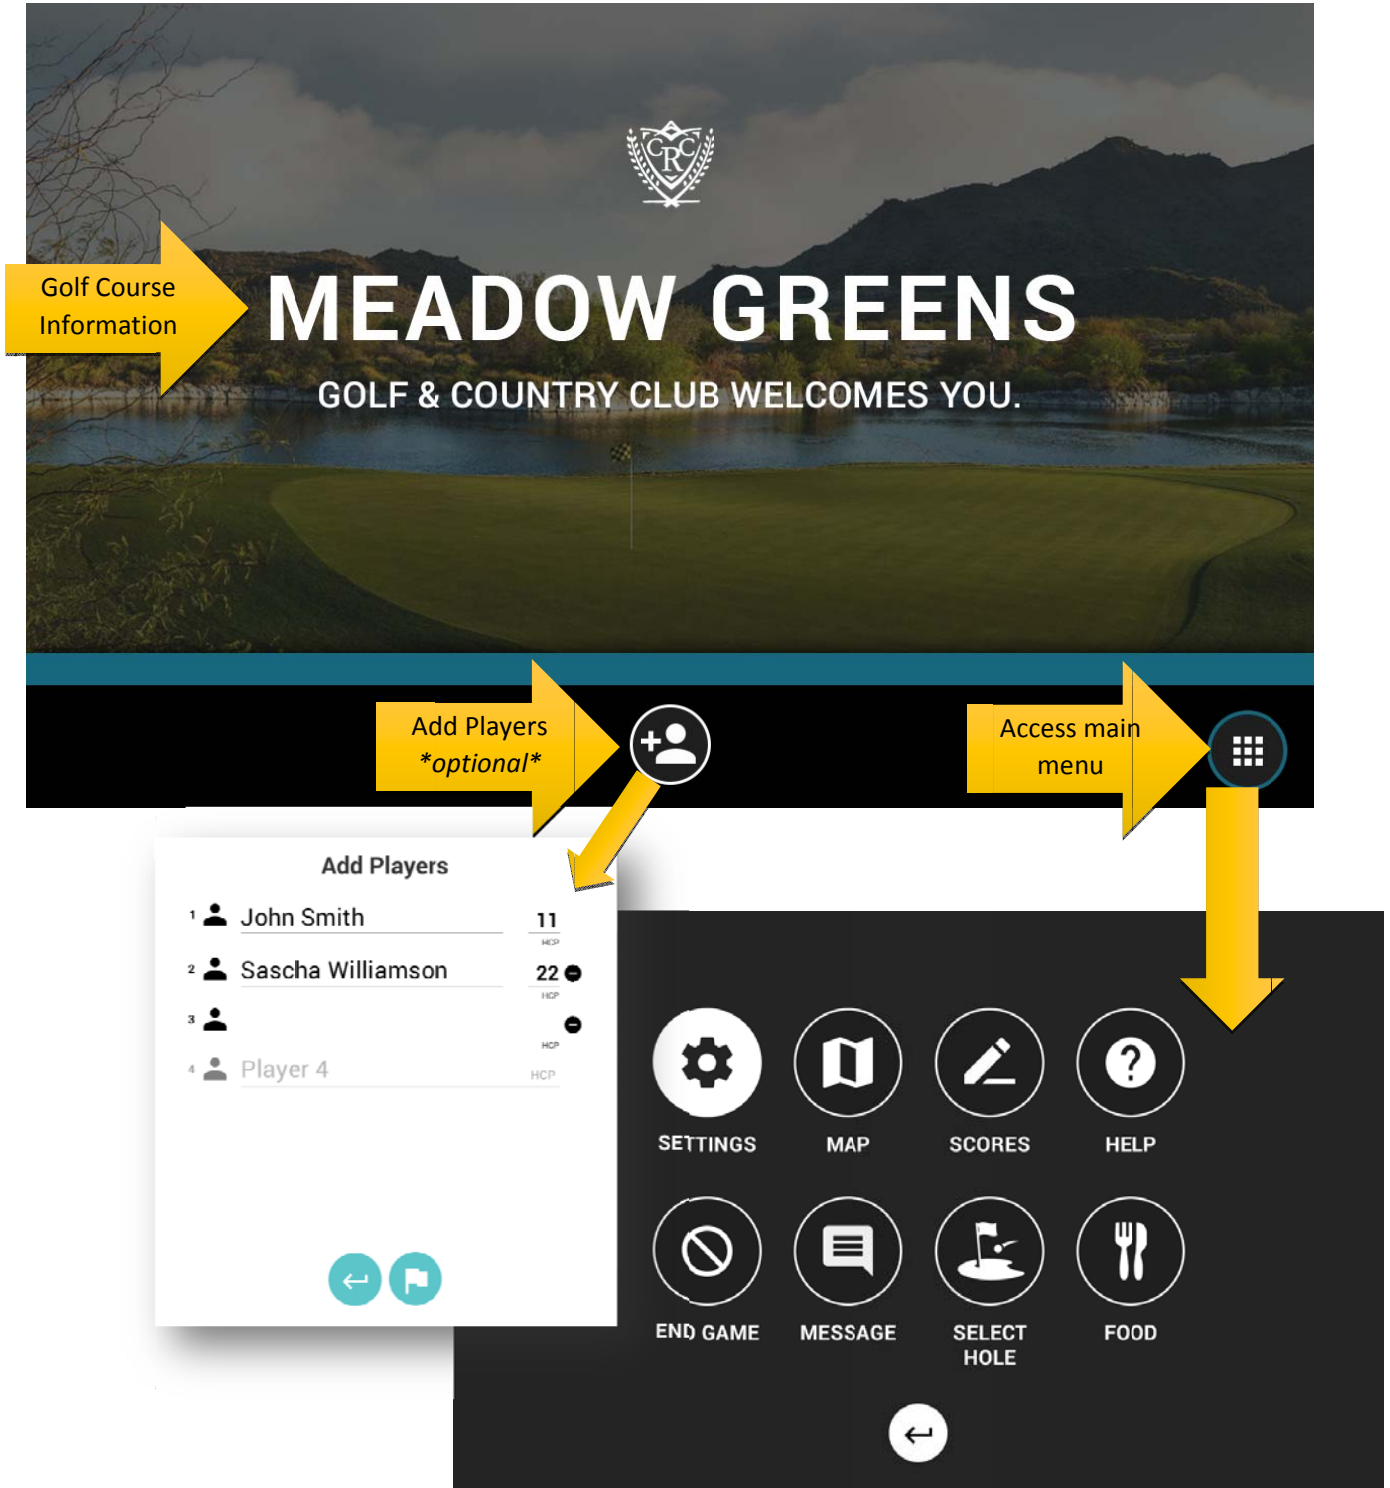 CRC
Golf Course
Information
MEADOW GREENS
GOLF & COUNTRY CLUB WELCOMES YOU.
Add Players
*optional*
Access main
menu
Add Players
1 John Smith 11
HCP
2 Sascha Williamson 22
HCP
3
HCP
4 Player 4 HCP
SETTINGS MAP SCORES HELP
END GAME MESSAGE SELECT HOLE FOOD